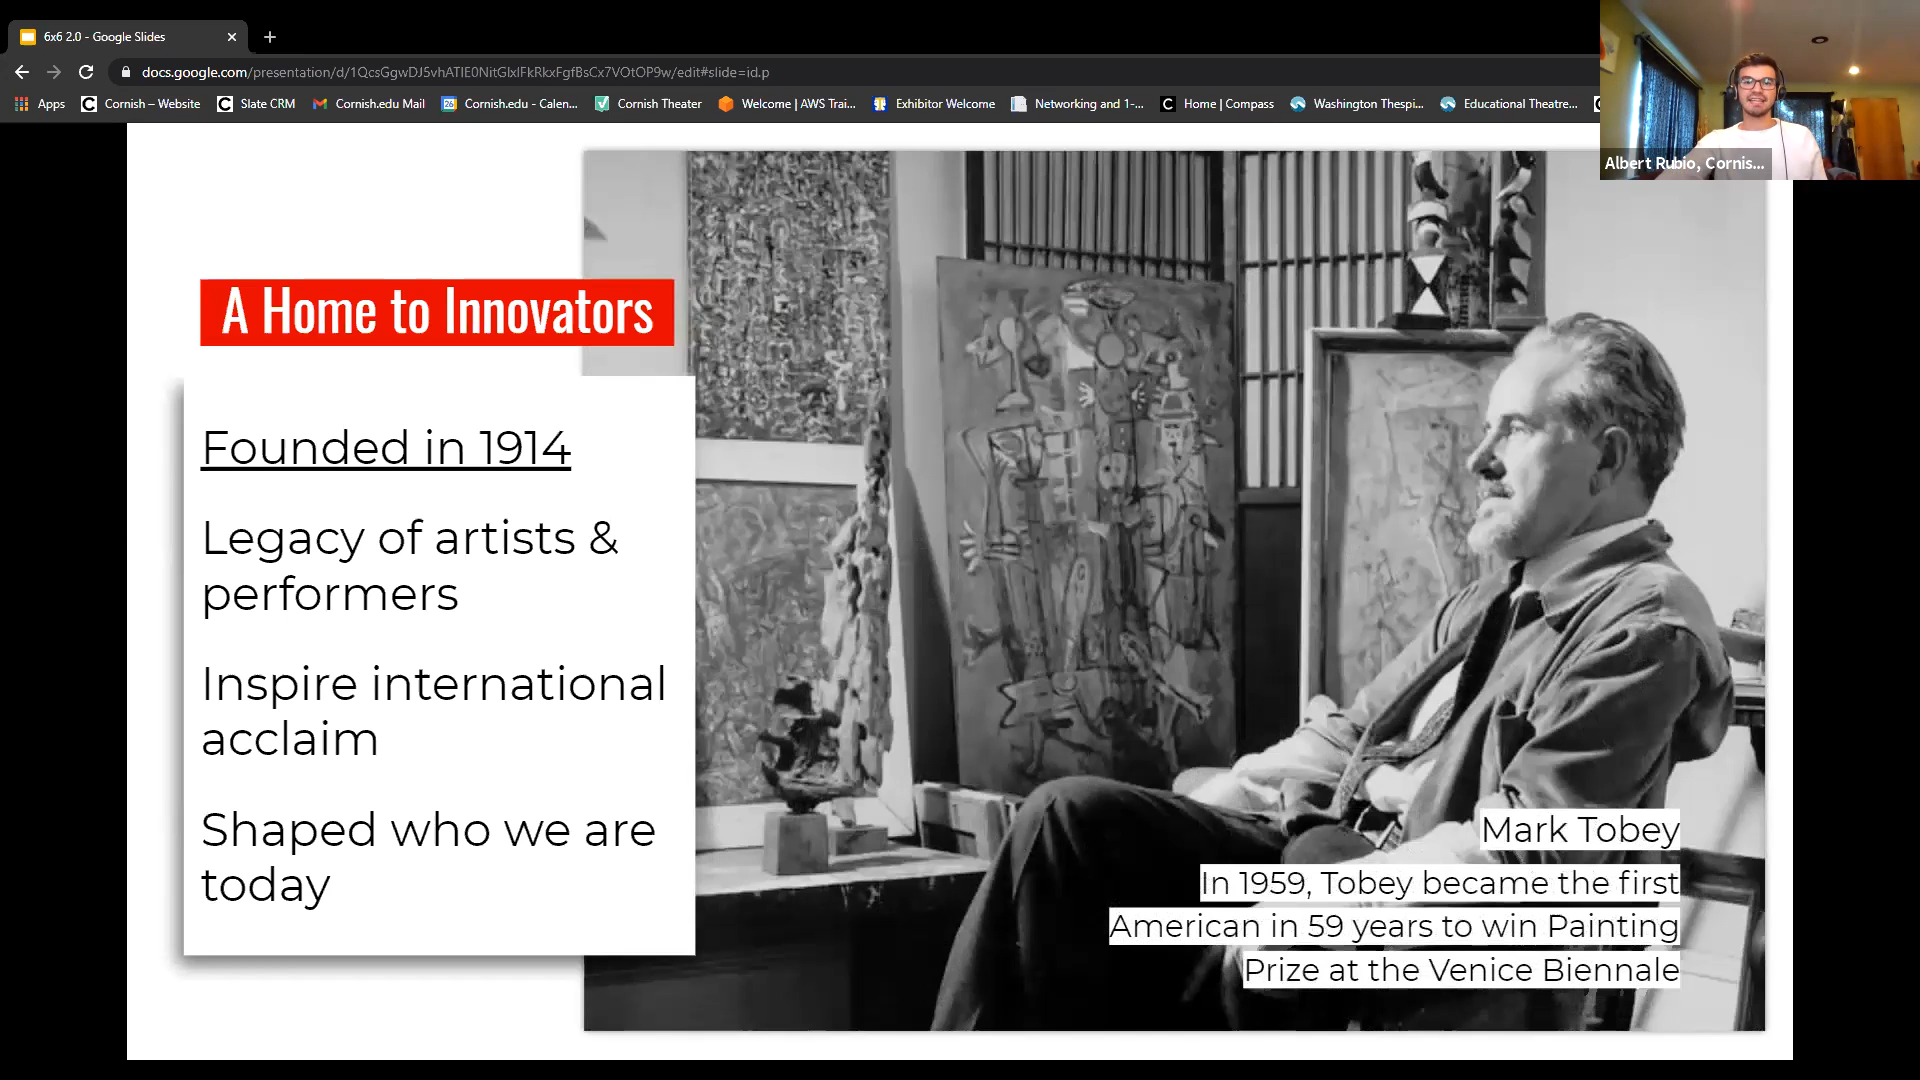 6x6 2.0 - Google Slides
docs.google.com/presentation/d/1QcsGgwDJ5vhATIE0NitGlxlFkRkxFgfBsCx7VOtOP9w/edit#slide=id.p
Apps Cornish – Website Slate CRM Cornish.edu Mail 26 Cornish.edu - Calen... Cornish Theater Welcome | AWS Trai... Exhibitor Welcome Networking and 1-... Home | Compass Washington Thespi... Educational Theatre...
Albert Rubio, Cornis...
A Home to Innovators
Founded in 1914
Legacy of artists &
performers
Inspire international
acclaim
Shaped who we are
today
Mark Tobey
In 1959, Tobey became the first
American in 59 years to win Painting
Prize at the Venice Biennale